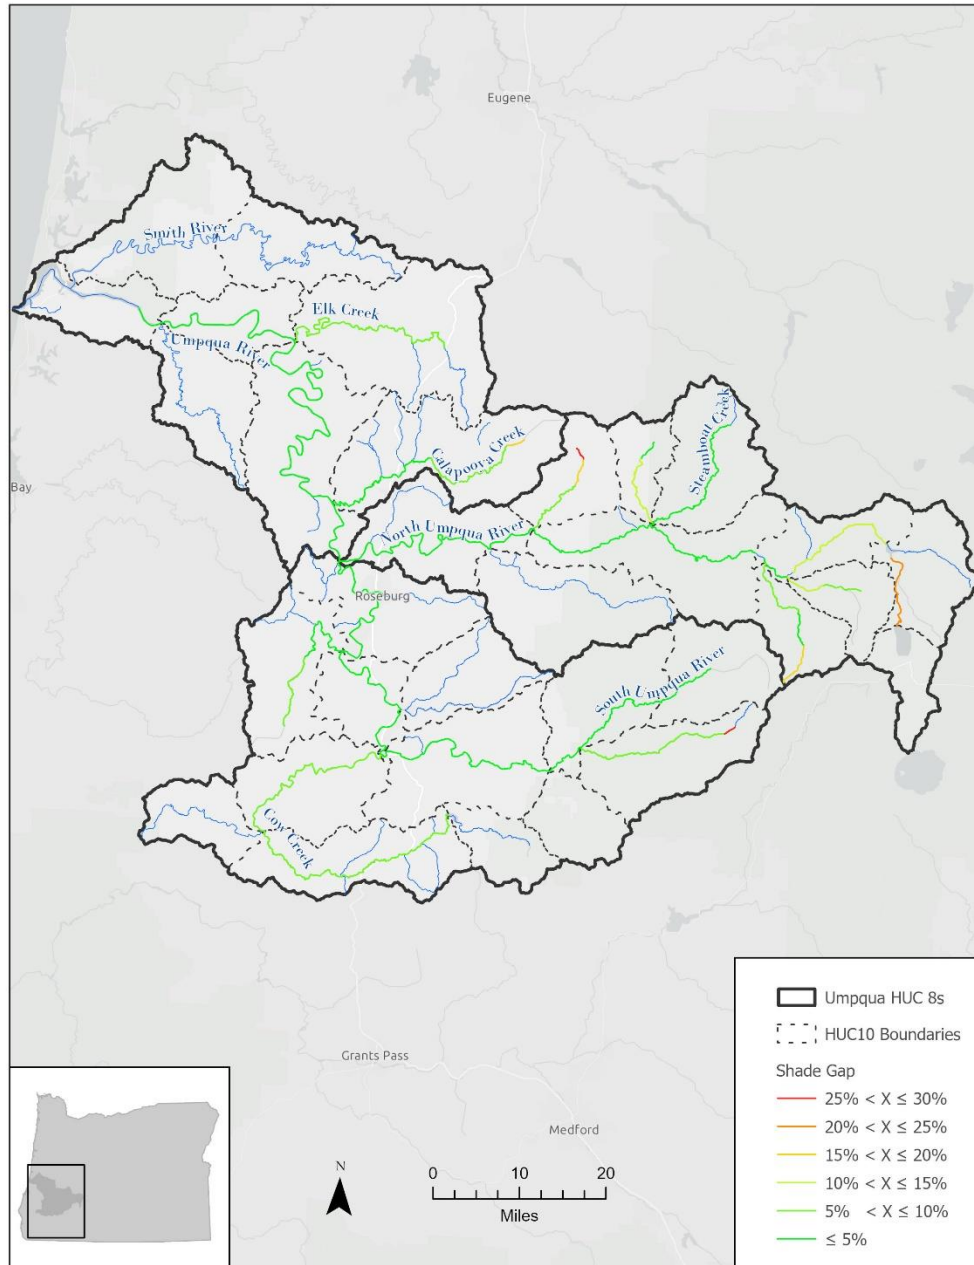 Eugene
Smith River
Elk Creek
Umpqua River
Steamboat Creek
Calapooya Creek
Bay
North Umpqua River
Roseburg
South Umpqua River
Cow Creek
Grants Pass
Medford
N
0 10 20
Miles
Umpqua HUC 8s
HUC10 Boundaries
Shade Gap
25% < X ≤ 30%
20% < X ≤ 25%
15% < X ≤ 20%
10% < X ≤ 15%
5% < X ≤ 10%
≤ 5%